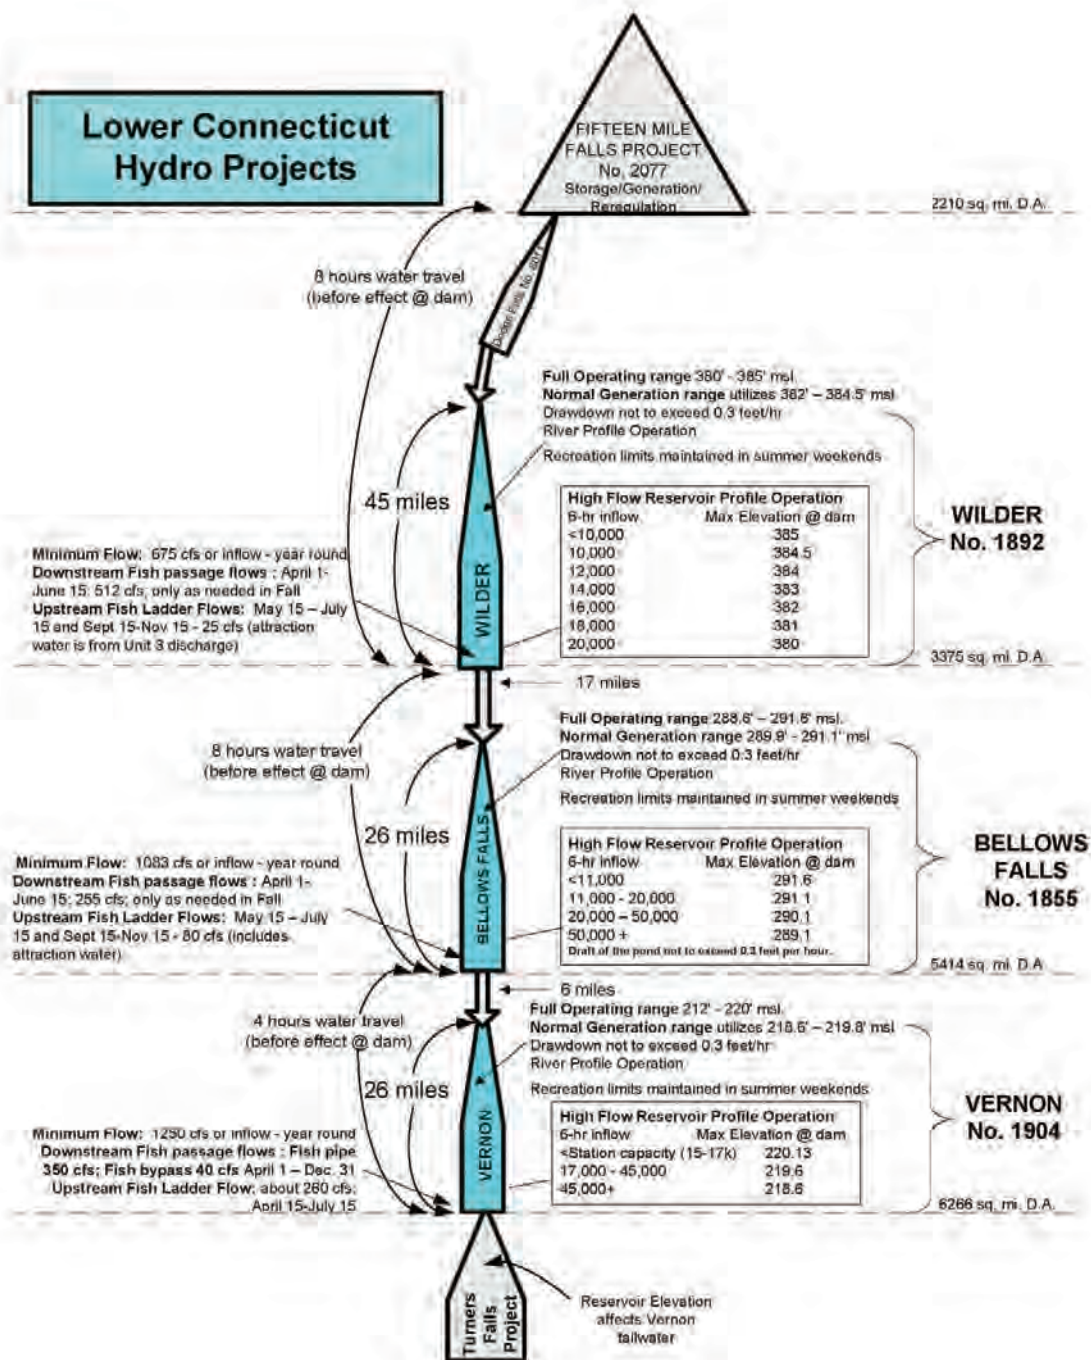 Lower Connecticut
Hydro Projects
FIFTEEN MILE
FALLS PROJECT
No. 2077
Storage/Generation/
Reregulation
2210 sq. mi. D.A.
8 hours water travel
(before effect @ dam)
Full Operating range 380' - 385' msl
Normal Generation range utilizes 382' – 384.5' msl
Drawdown not to exceed 0.3 feet/hr
River Profile Operation
Recreation limits maintained in summer weekends
45 miles
High Flow Reservoir Profile Operation
6-hr inflow Max Elevation @ dam
<10,000 385
10,000 384.5
12,000 384
14,000 383
16,000 382
18,000 381
20,000 380
WILDER
No. 1892
Minimum Flow: 675 cfs or inflow - year round
Downstream Fish passage flows : April 1-
June 15: 512 cfs, only as needed in Fall
Upstream Fish Ladder Flows: May 15 – July
15 and Sept 15-Nov 15 - 25 cfs (attraction
water is from Unit 3 discharge)
WILDER
3375 sq. mi. D.A.
17 miles
8 hours water travel
(before effect @ dam)
Full Operating range 288.6' – 291.6' msl.
Normal Generation range 289.9' - 291.1' msl
Drawdown not to exceed 0.3 feet/hr
River Profile Operation
Recreation limits maintained in summer weekends
26 miles
High Flow Reservoir Profile Operation
6-hr inflow Max Elevation @ dam
<11,000 291.6
11,000 - 20,000 291.1
20,000 – 50,000 290.1
50,000 + 289.1
Draft of the pond not to exceed 0.3 feet per hour.
BELLOWS
FALLS
No. 1855
Minimum Flow: 1083 cfs or inflow - year round
Downstream Fish passage flows : April 1-
June 15; 255 cfs; only as needed in Fall
Upstream Fish Ladder Flows: May 15 – July
15 and Sept 15-Nov 15 - 80 cfs (includes
attraction water)
BELLOWS FALLS
5414 sq. mi. D.A.
6 miles
4 hours water travel
(before effect @ dam)
Full Operating range 212' - 220' msl.
Normal Generation range utilizes 218.6' – 219.8' msl
Drawdown not to exceed 0.3 feet/hr
River Profile Operation
Recreation limits maintained in summer weekends
26 miles
High Flow Reservoir Profile Operation
6-hr inflow Max Elevation @ dam
<Station capacity (15-17k) 220.13
17,000 - 45,000 219.6
45,000+ 218.6
VERNON
No. 1904
Minimum Flow: 1250 cfs or inflow - year round
Downstream Fish passage flows : Fish pipe
350 cfs; Fish bypass 40 cfs April 1 – Dec. 31
Upstream Fish Ladder Flow: about 260 cfs;
April 15-July 15
VERNON
6266 sq. mi. D.A.
Turners
Falls
Project
Reservoir Elevation
affects Vernon
tailwater